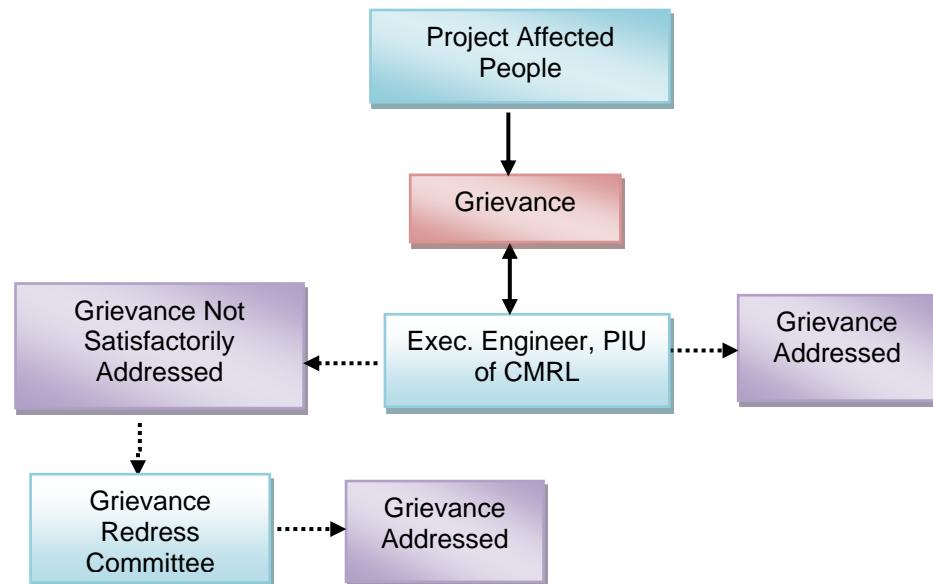 Project Affected
People
Grievance
Grievance Not
Satisfactorily
Addressed
Exec. Engineer, PIU
of CMRL
Grievance
Addressed
Grievance
Redress
Committee
Grievance
Addressed